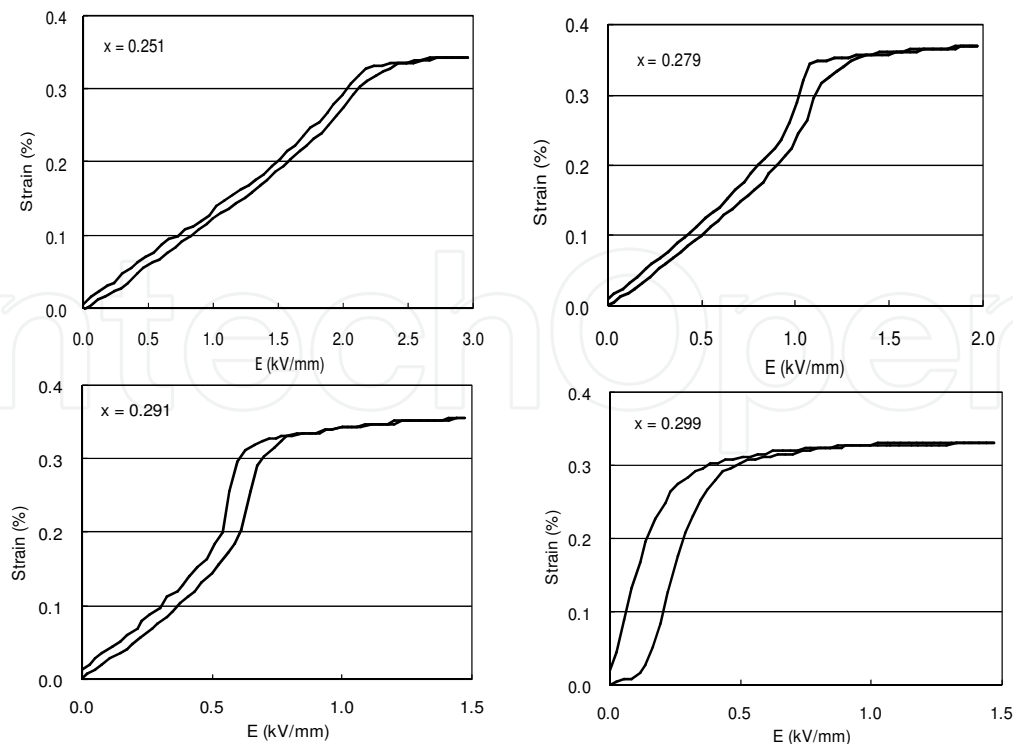 x = 0.251
Strain (%)
0.4
0.3
0.2
0.1
0.0
0.0 0.5 1.0 1.5 2.0 2.5 3.0
E (kV/mm)
x = 0.279
Strain (%)
0.4
0.3
0.2
0.1
0.0
0.0 0.5 1.0 1.5 2.0
E (kV/mm)
x = 0.291
Strain (%)
0.4
0.3
0.2
0.1
0.0
0.0 0.5 1.0 1.5
E (kV/mm)
x = 0.299
Strain (%)
0.4
0.3
0.2
0.1
0.0
0.0 0.5 1.0 1.5
E (kV/mm)
ntechOpen